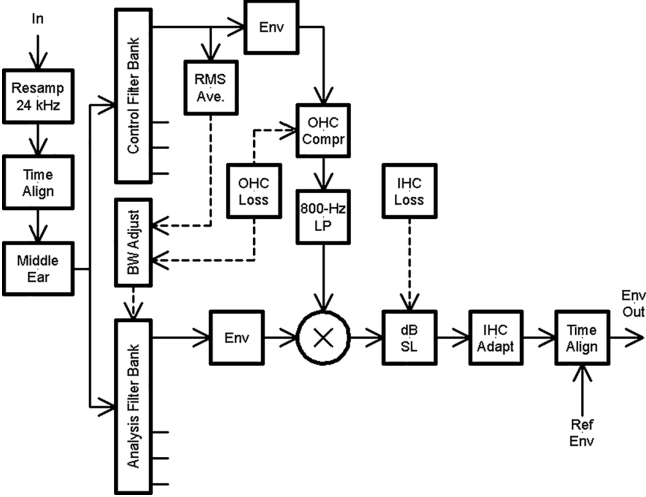 In
Resamp
24 kHz
Time
Align
Middle
Ear
Control Filter Bank
BW Adjust
Analysis Filter Bank
RMS
Ave.
Env
OHC
Compr
OHC
Loss
800-Hz
LP
IHC
Loss
Env
dB
SL
IHC
Adapt
Time
Align
Env
Out
Ref
Env